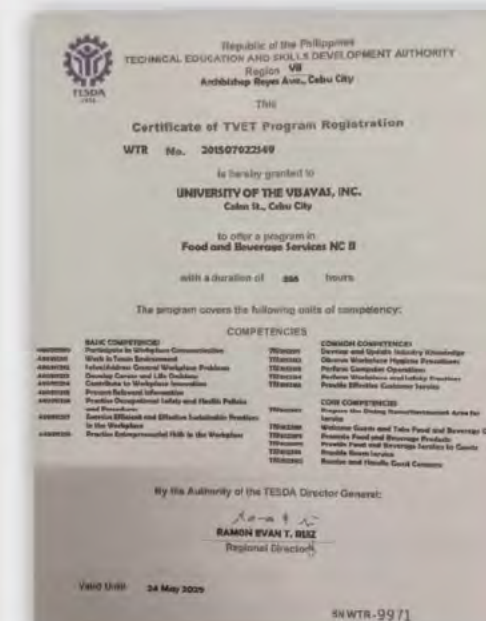 Republic of the Philippines
TECHNICAL EDUCATION AND SKILLS DEVELOPMENT AUTHORITY
Region VII
Archbishop Reyes Ave., Cebu City
TESDA
This
Certificate of TVET Program Registration
WTR No.
is hereby granted to
UNIVERSITY OF THE VISAYAS, INC.
Colon St., Cebu City
to offer a program in
Food and Beverage Services NC II
with a duration of hours
The program covers the following units of competency:
COMPETENCIES
BASIC COMPETENCIES
Participate in Workplace Communication
Work in Team Environment
Solve/Address General Workplace Problems
Develop Career and Life Decisions
Contribute to Workplace Innovation
Present Relevant Information
Practice Occupational Safety and Health Policies
and Procedures
Exercise Efficient and Effective Sustainable Practices
in the Workplace
Practice Entrepreneurial Skills in the Workplace
COMMON COMPETENCIES
Develop and Update Industry Knowledge
Observe Workplace Hygiene Procedures
Perform Computer Operations
Perform Workplace and Safety Practices
Provide Effective Customer Service
CORE COMPETENCIES
Prepare the Dining Room/Restaurant Area for
Service
Welcome Guests and Take Food and Beverage
Promote Food and Beverage Products
Provide Food and Beverage Services to Guests
Provide Room Service
Receive and Handle Guest Concerns
By the Authority of the TESDA Director General:
RAMON EVAN T. RUIZ
Regional Director
Valid Until 24 May 2025
SN WTR-9971